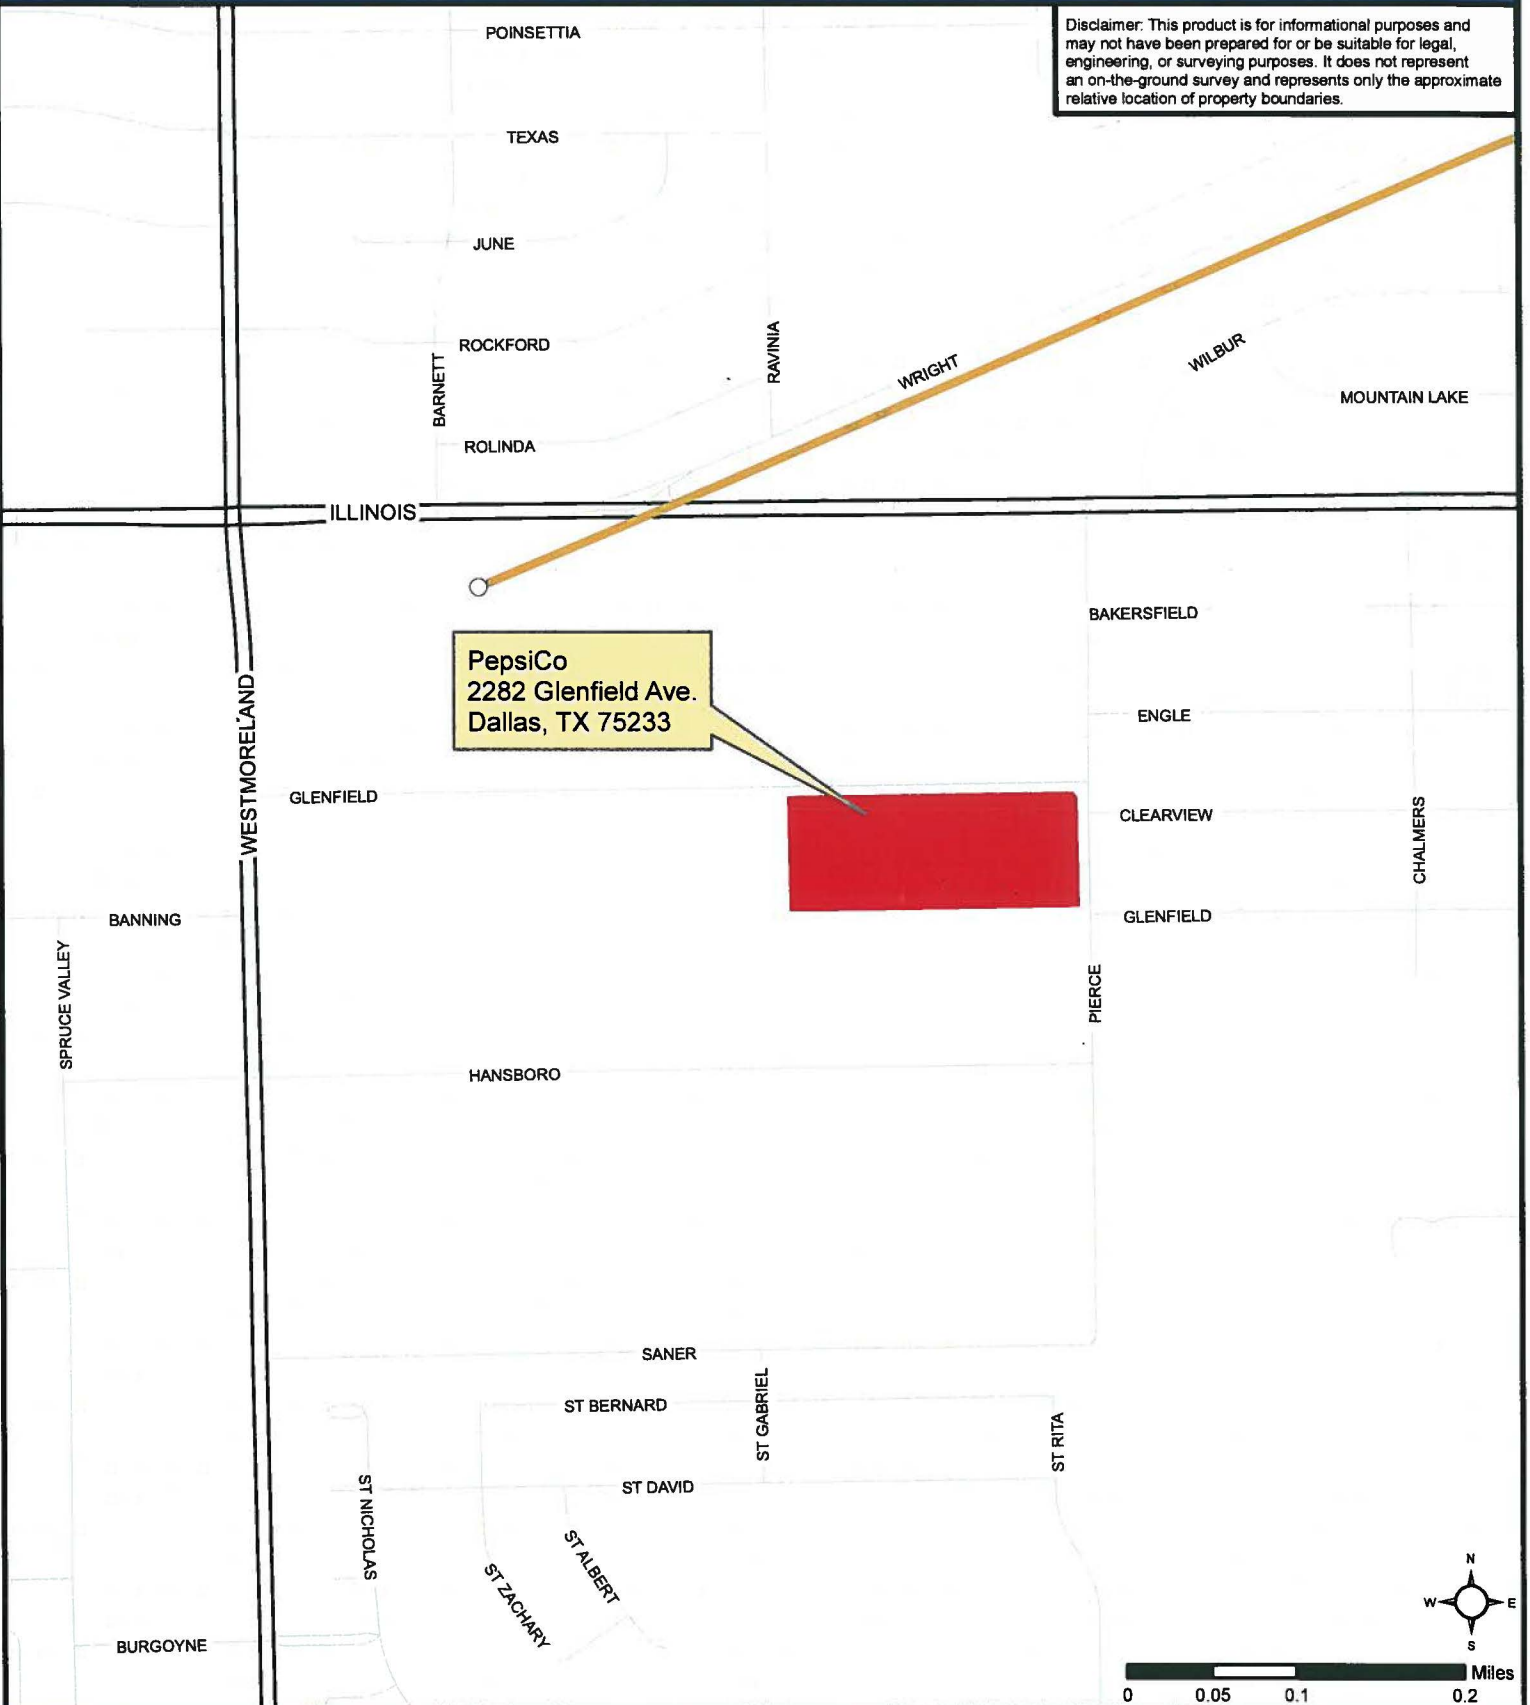 Disclaimer: This product is for informational purposes and
may not have been prepared for or be suitable for legal,
engineering, or surveying purposes. It does not represent
an on-the-ground survey and represents only the approximate
relative location of property boundaries.
POINSETTIA
TEXAS
JUNE
ROCKFORD
BARNETT
RAVINIA
WRIGHT
WILBUR
MOUNTAIN LAKE
ROLINDA
ILLINOIS
BAKERSFIELD
PepsiCo
2282 Glenfield Ave.
Dallas, TX 75233
ENGLE
WESTMORELAND
GLENFIELD
CLEARVIEW
CHALMERS
BANNING
GLENFIELD
SPRUCE VALLEY
PIERCE
HANSBORO
SANER
ST BERNARD
ST GABRIEL
ST RITA
ST DAVID
ST NICHOLAS
ST ALBERT
ST ZACHARY
BURGOYNE
N
W
E
S
Miles
0
0.05
0.1
0.2